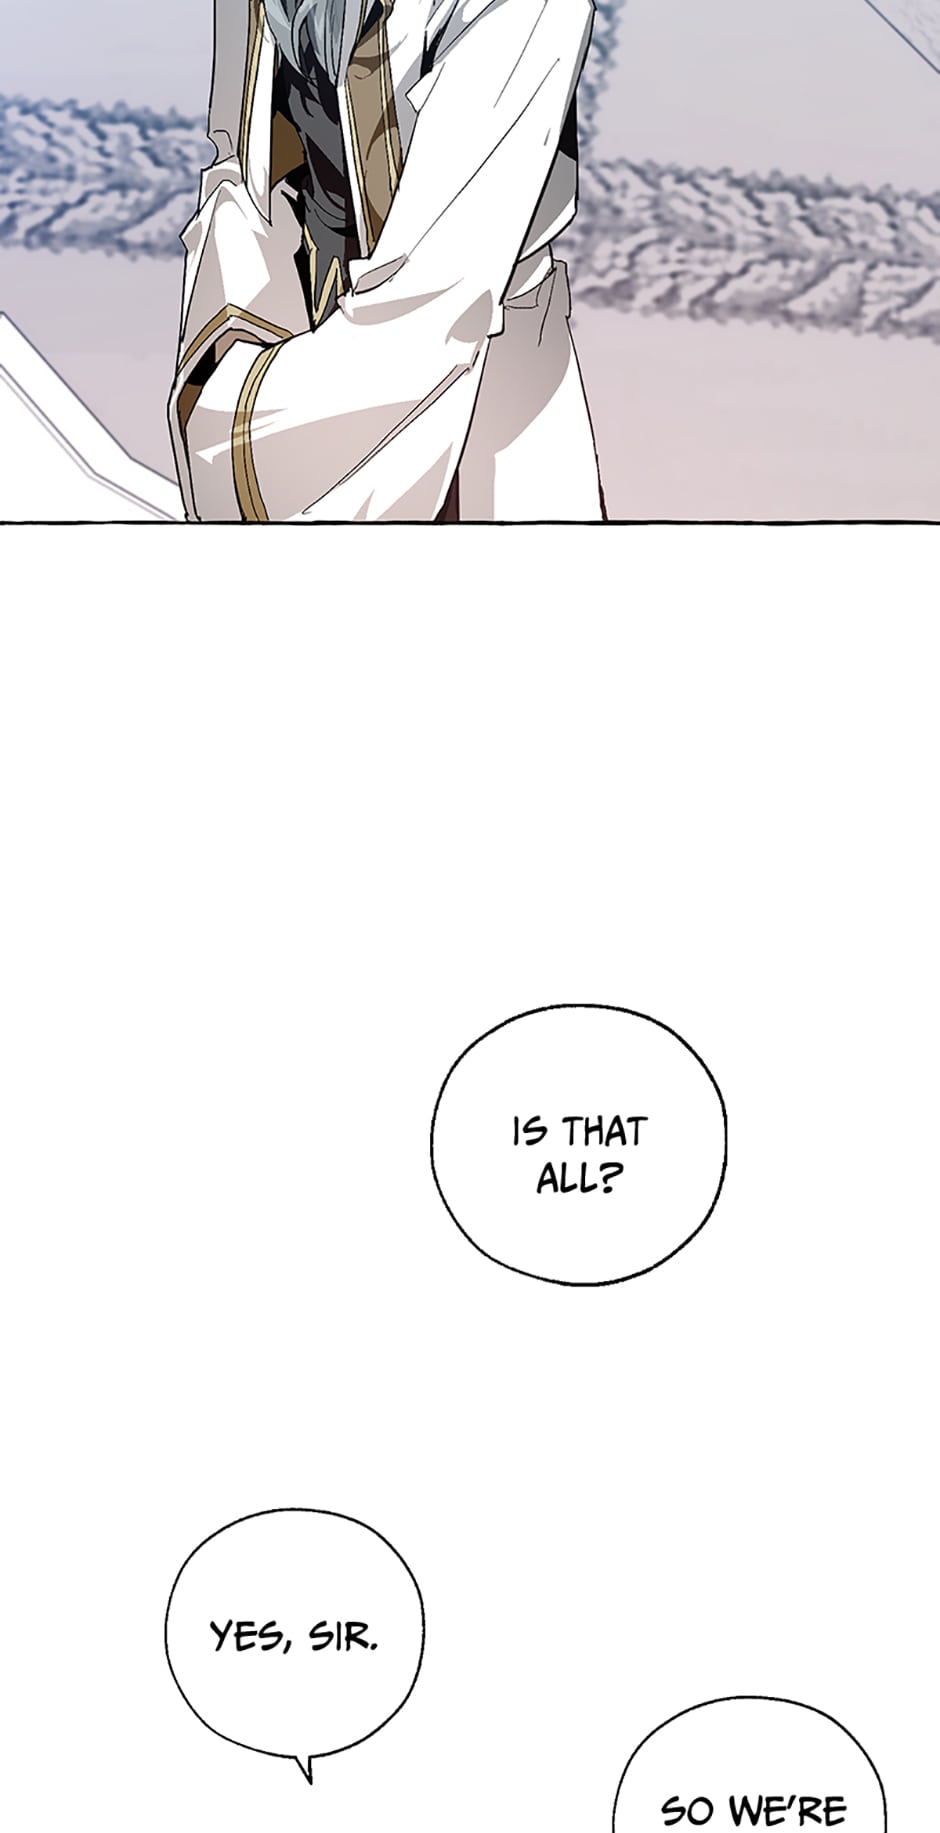 IS THAT
ALL?
YES, SIR.
SO WE'RE